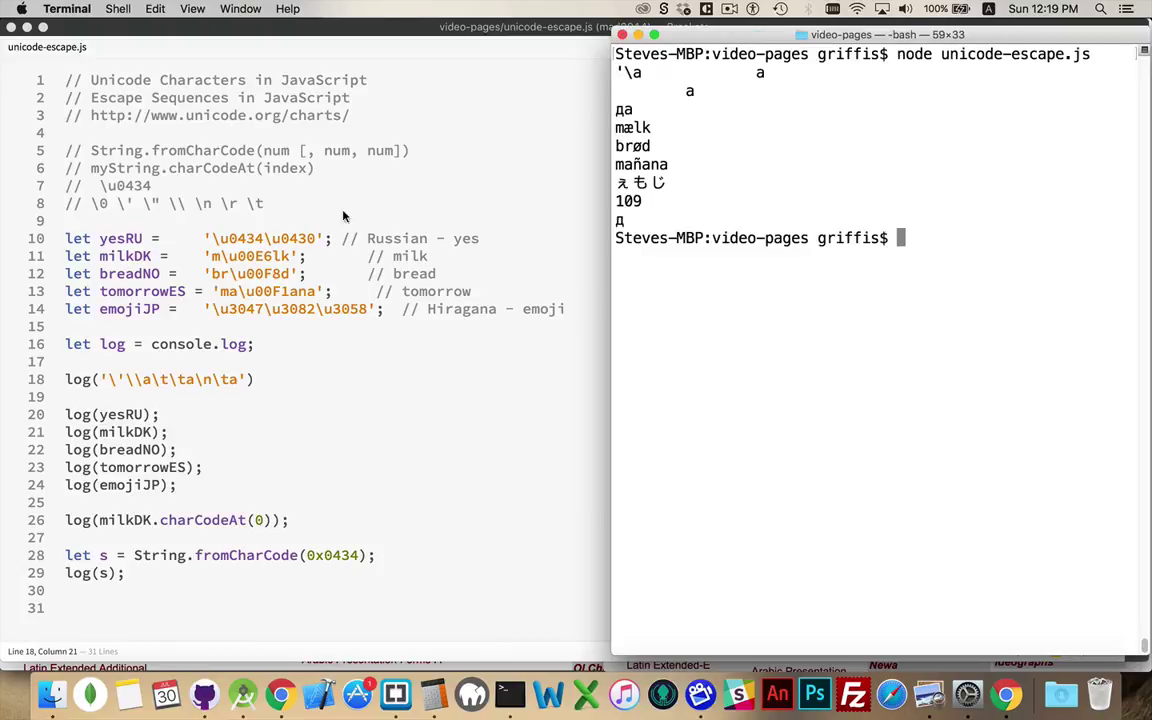 Terminal Shell Edit View Window Help 100% Sun 12:19 PM
unicode-escape.js
1 // Unicode Characters in JavaScript
2 // Escape Sequences in JavaScript
3 // http://www.unicode.org/charts/
4
5 // String.fromCharCode(num [, num, num])
6 // myString.charCodeAt(index)
7 //  \u0434
8 // \0 \' \" \\ \n \r \t
9
10 let yesRU =     '\u0434\u0430'; // Russian - yes
11 let milkDK =    'm\u00E6lk';       // milk
12 let breadNO =   'br\u00F8d';       // bread
13 let tomorrowES = 'ma\u00F1ana';     // tomorrow
14 let emojiJP =   '\u3047\u3082\u3058';  // Hiragana - emoji
15
16 let log = console.log;
17
18 log('\'\\a\t\ta\n\ta')
19
20 log(yesRU);
21 log(milkDK);
22 log(breadNO);
23 log(tomorrowES);
24 log(emojiJP);
25
26 log(milkDK.charCodeAt(0));
27
28 let s = String.fromCharCode(0x0434);
29 log(s);
30
31
Line 18, Column 21 — 31 Lines
video-pages — -bash — 59×33
Steves-MBP:video-pages griffis$ node unicode-escape.js
'\a a
a
да
mælk
brød
mañana
ぇもじ
109
д
Steves-MBP:video-pages griffis$
Latin Extended Additional
Latin Extended-E
Newa